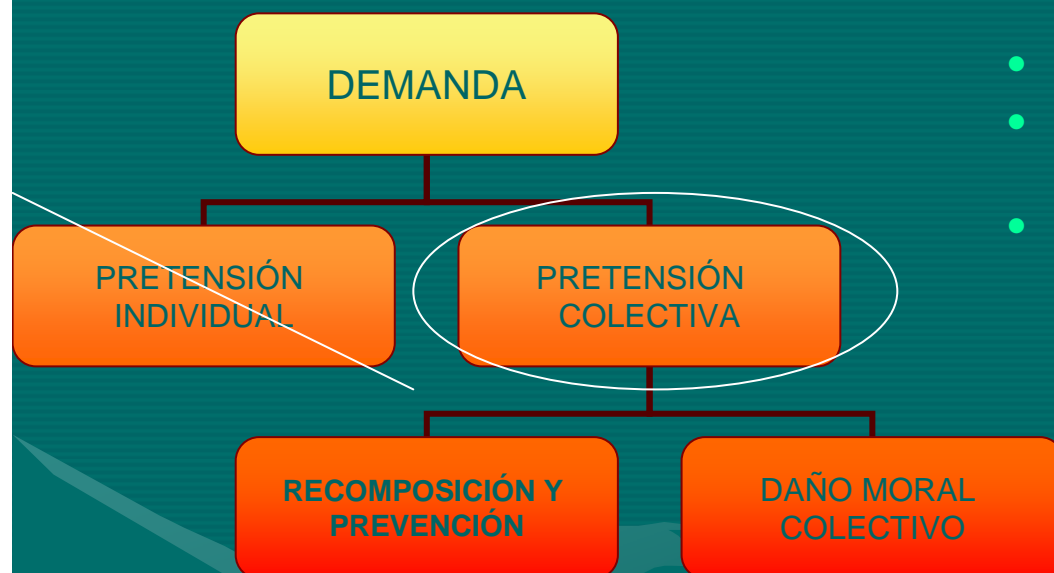 DEMANDA
PRETENSIÓN
INDIVIDUAL
PRETENSIÓN
COLECTIVA
RECOMPOSICIÓN Y
PREVENCIÓN
DAÑO MORAL
COLECTIVO